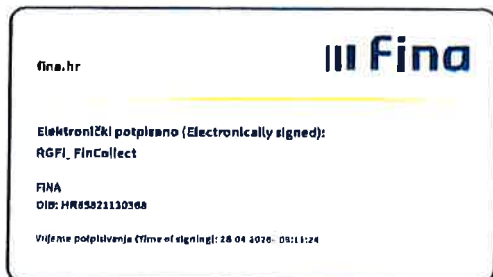 fina.hr
Fina
Elektronički potpisano (Electronically signed):
RGFI_FinCollect
FINA
OIB: HR85821130368
Vrijeme potpisivanja (Time of signing): 28.04.2026- 09:11:24